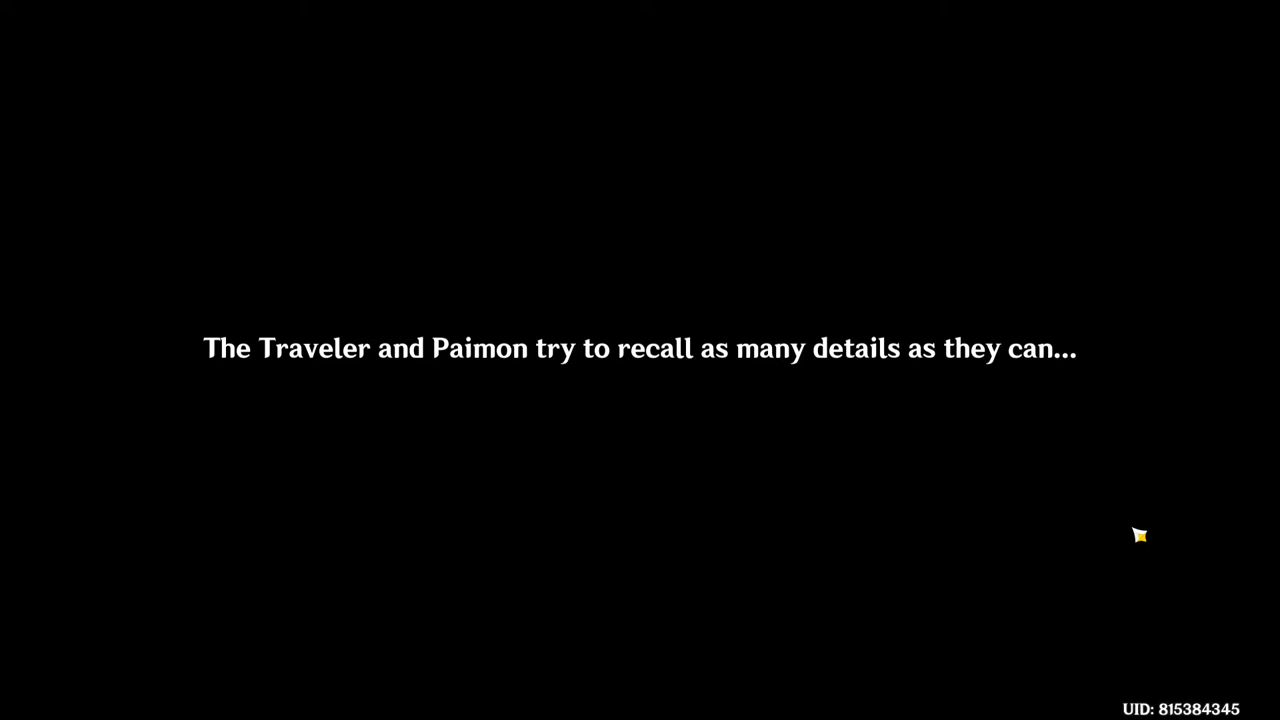 The Traveler and Paimon try to recall as many details as they can...
UID: 815384345